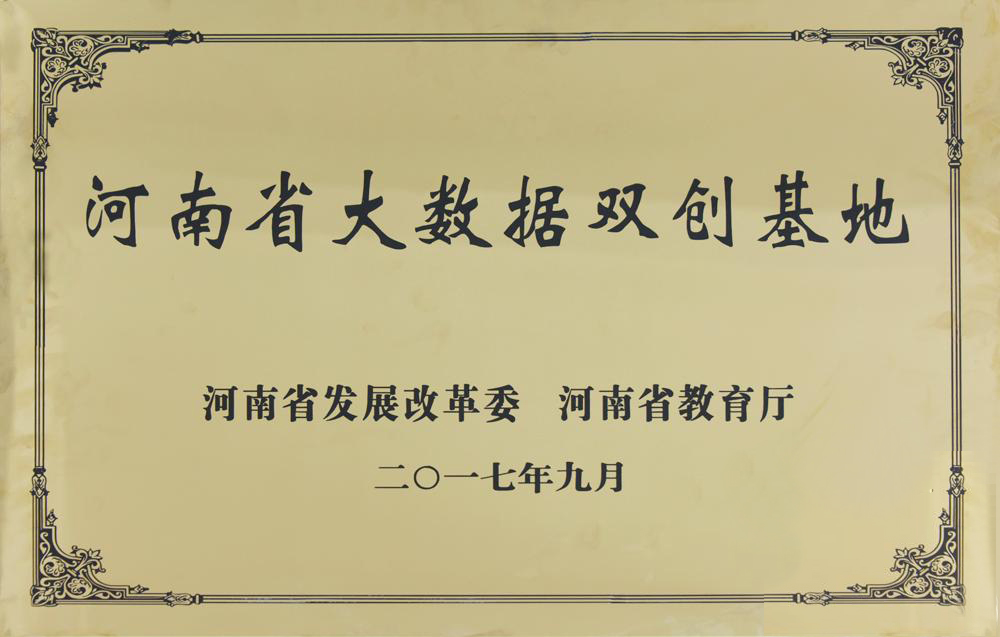 河南省大数据双创基地
河南省发展改革委 河南省教育厅
二〇一七年九月